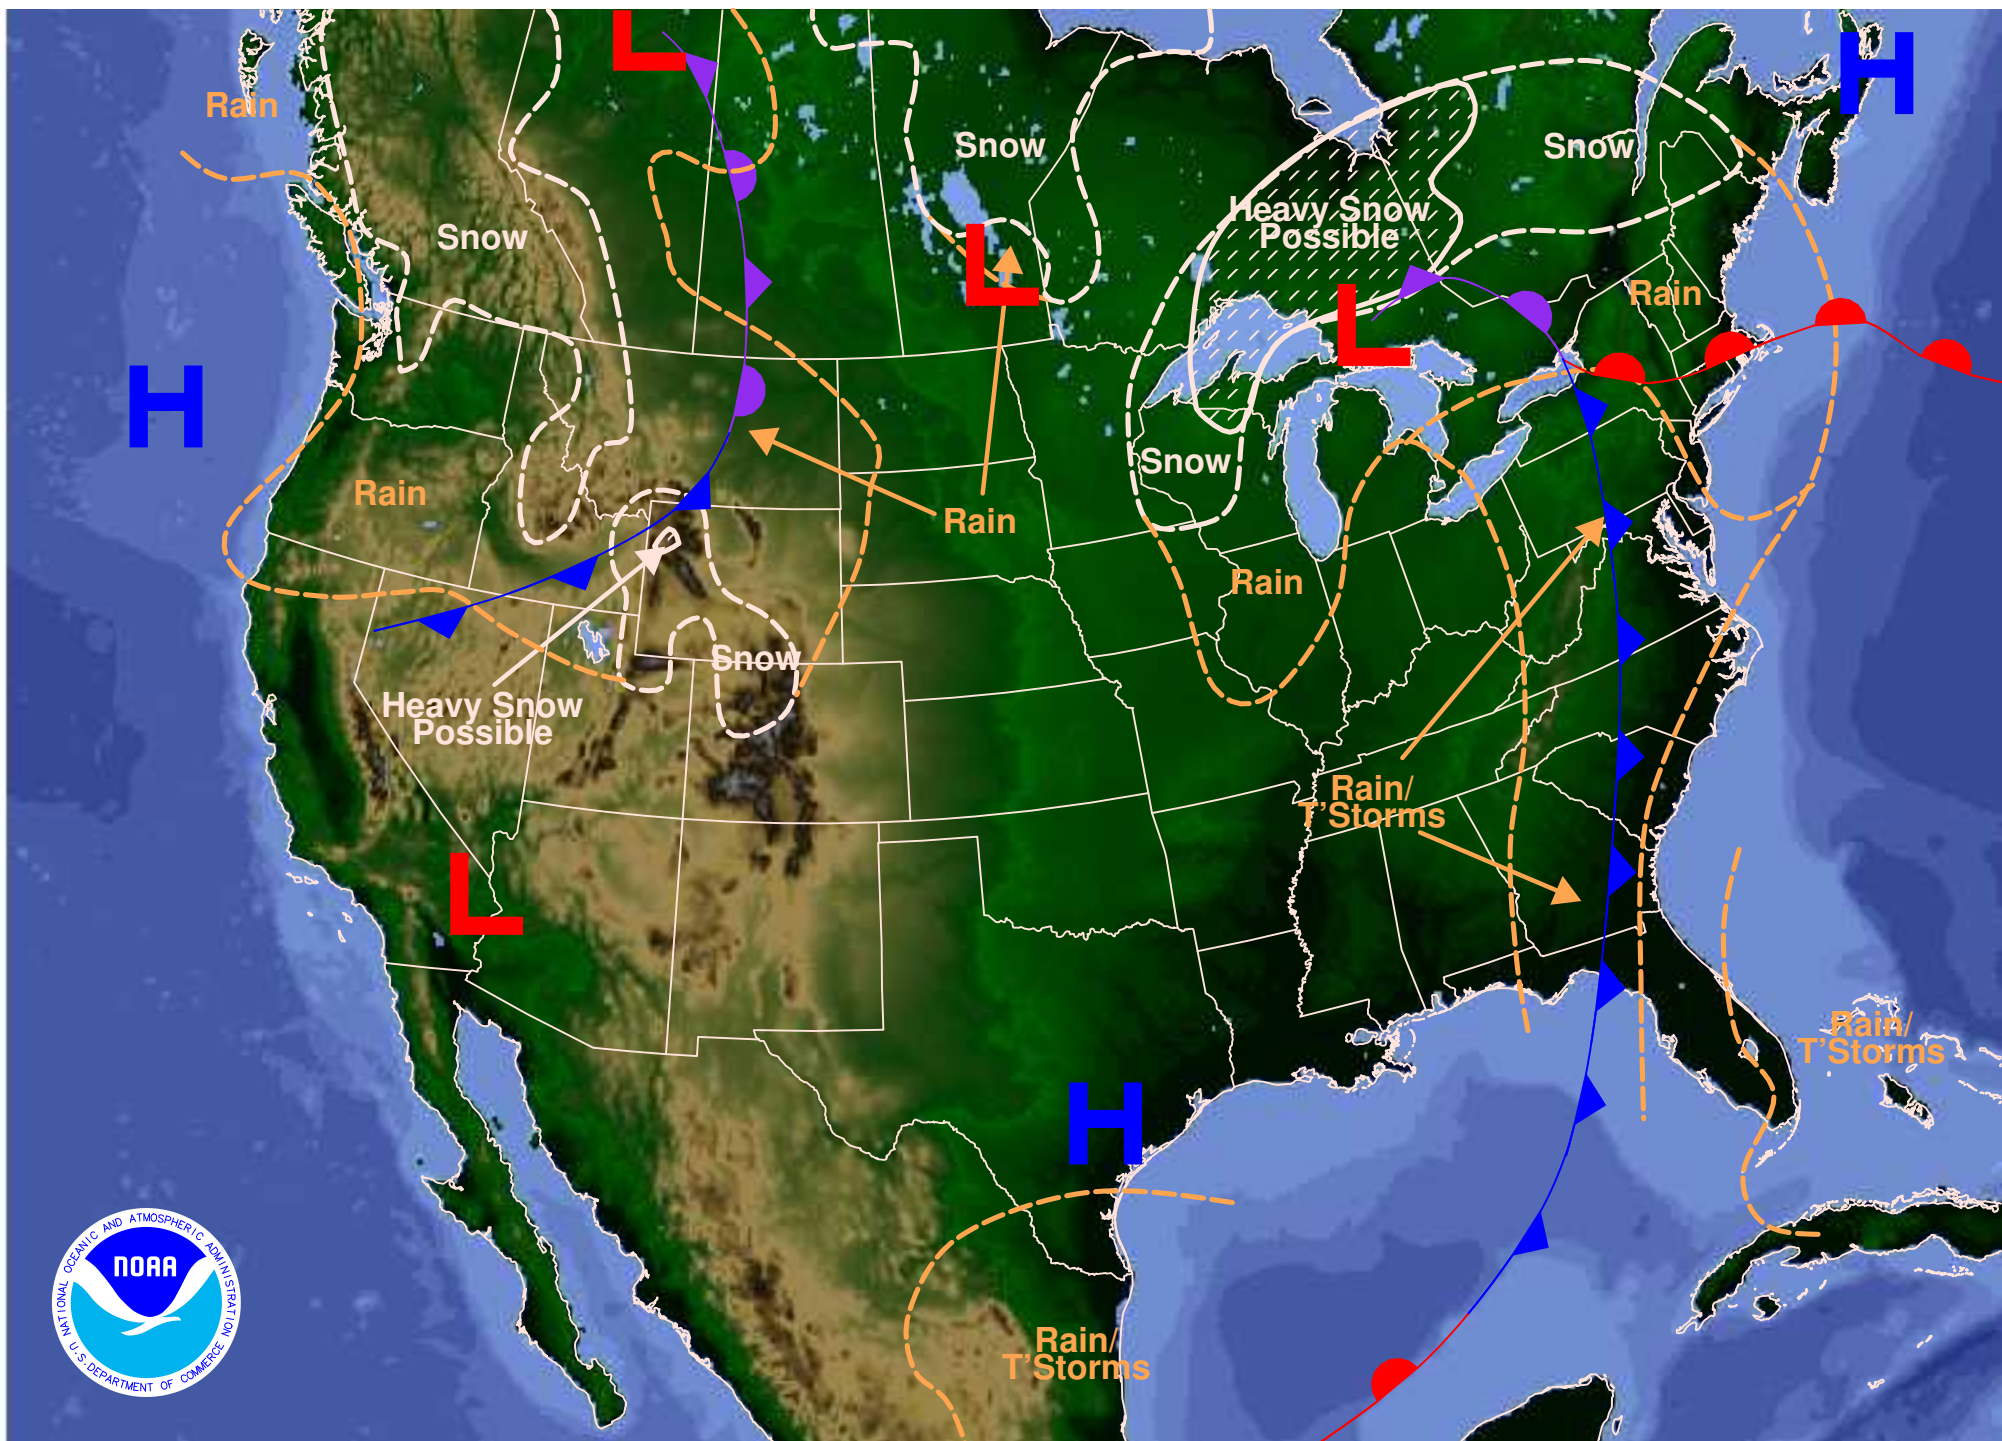 L
H
Rain
Snow
Snow
Heavy Snow
Possible
Snow
L
L
Rain
H
Snow
Rain
Rain
Rain
Snow
Heavy Snow
Possible
Rain/
T'Storms
L
Rain/
T'Storms
H
Rain/
T'Storms
NATIONAL OCEANIC AND ATMOSPHERIC ADMINISTRATION
NOAA
U.S. DEPARTMENT OF COMMERCE